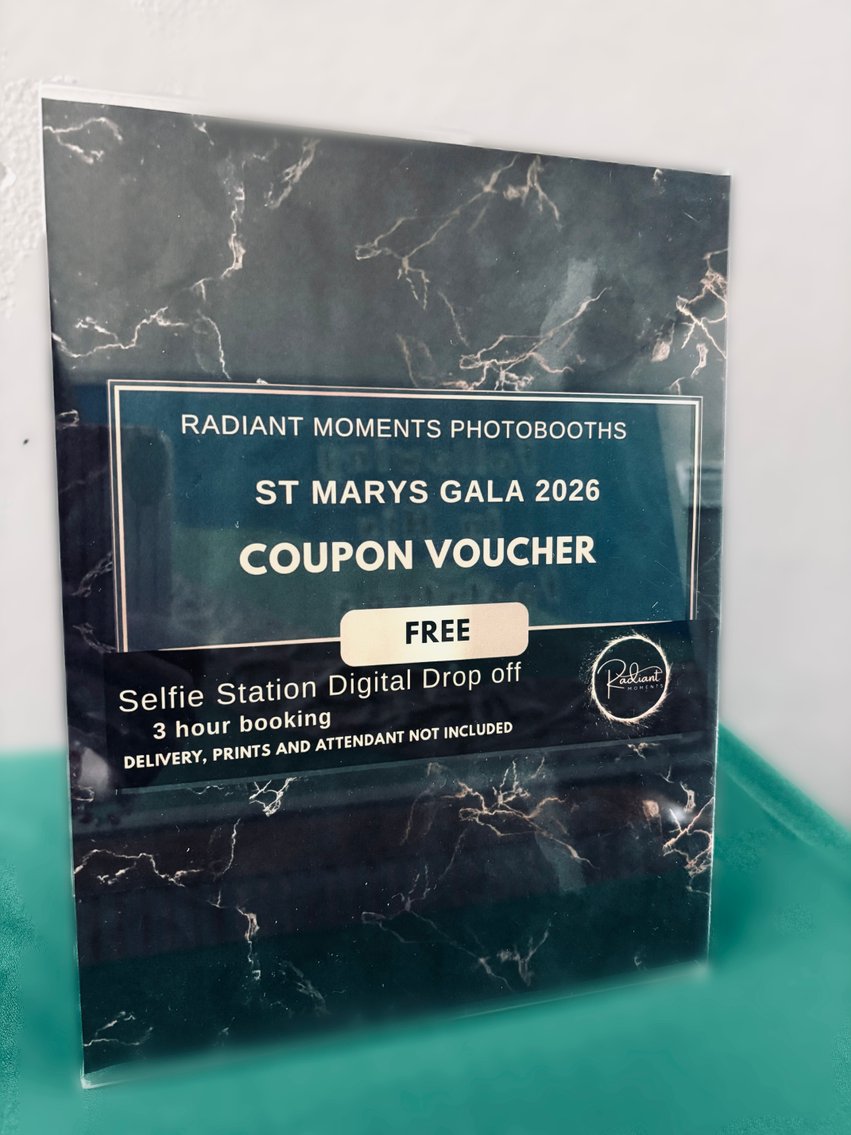 RADIANT MOMENTS PHOTOBOOTHS
ST MARYS GALA 2026
COUPON VOUCHER
FREE
Selfie Station Digital Drop off
3 hour booking
DELIVERY, PRINTS AND ATTENDANT NOT INCLUDED
Radiant
MOMENTS